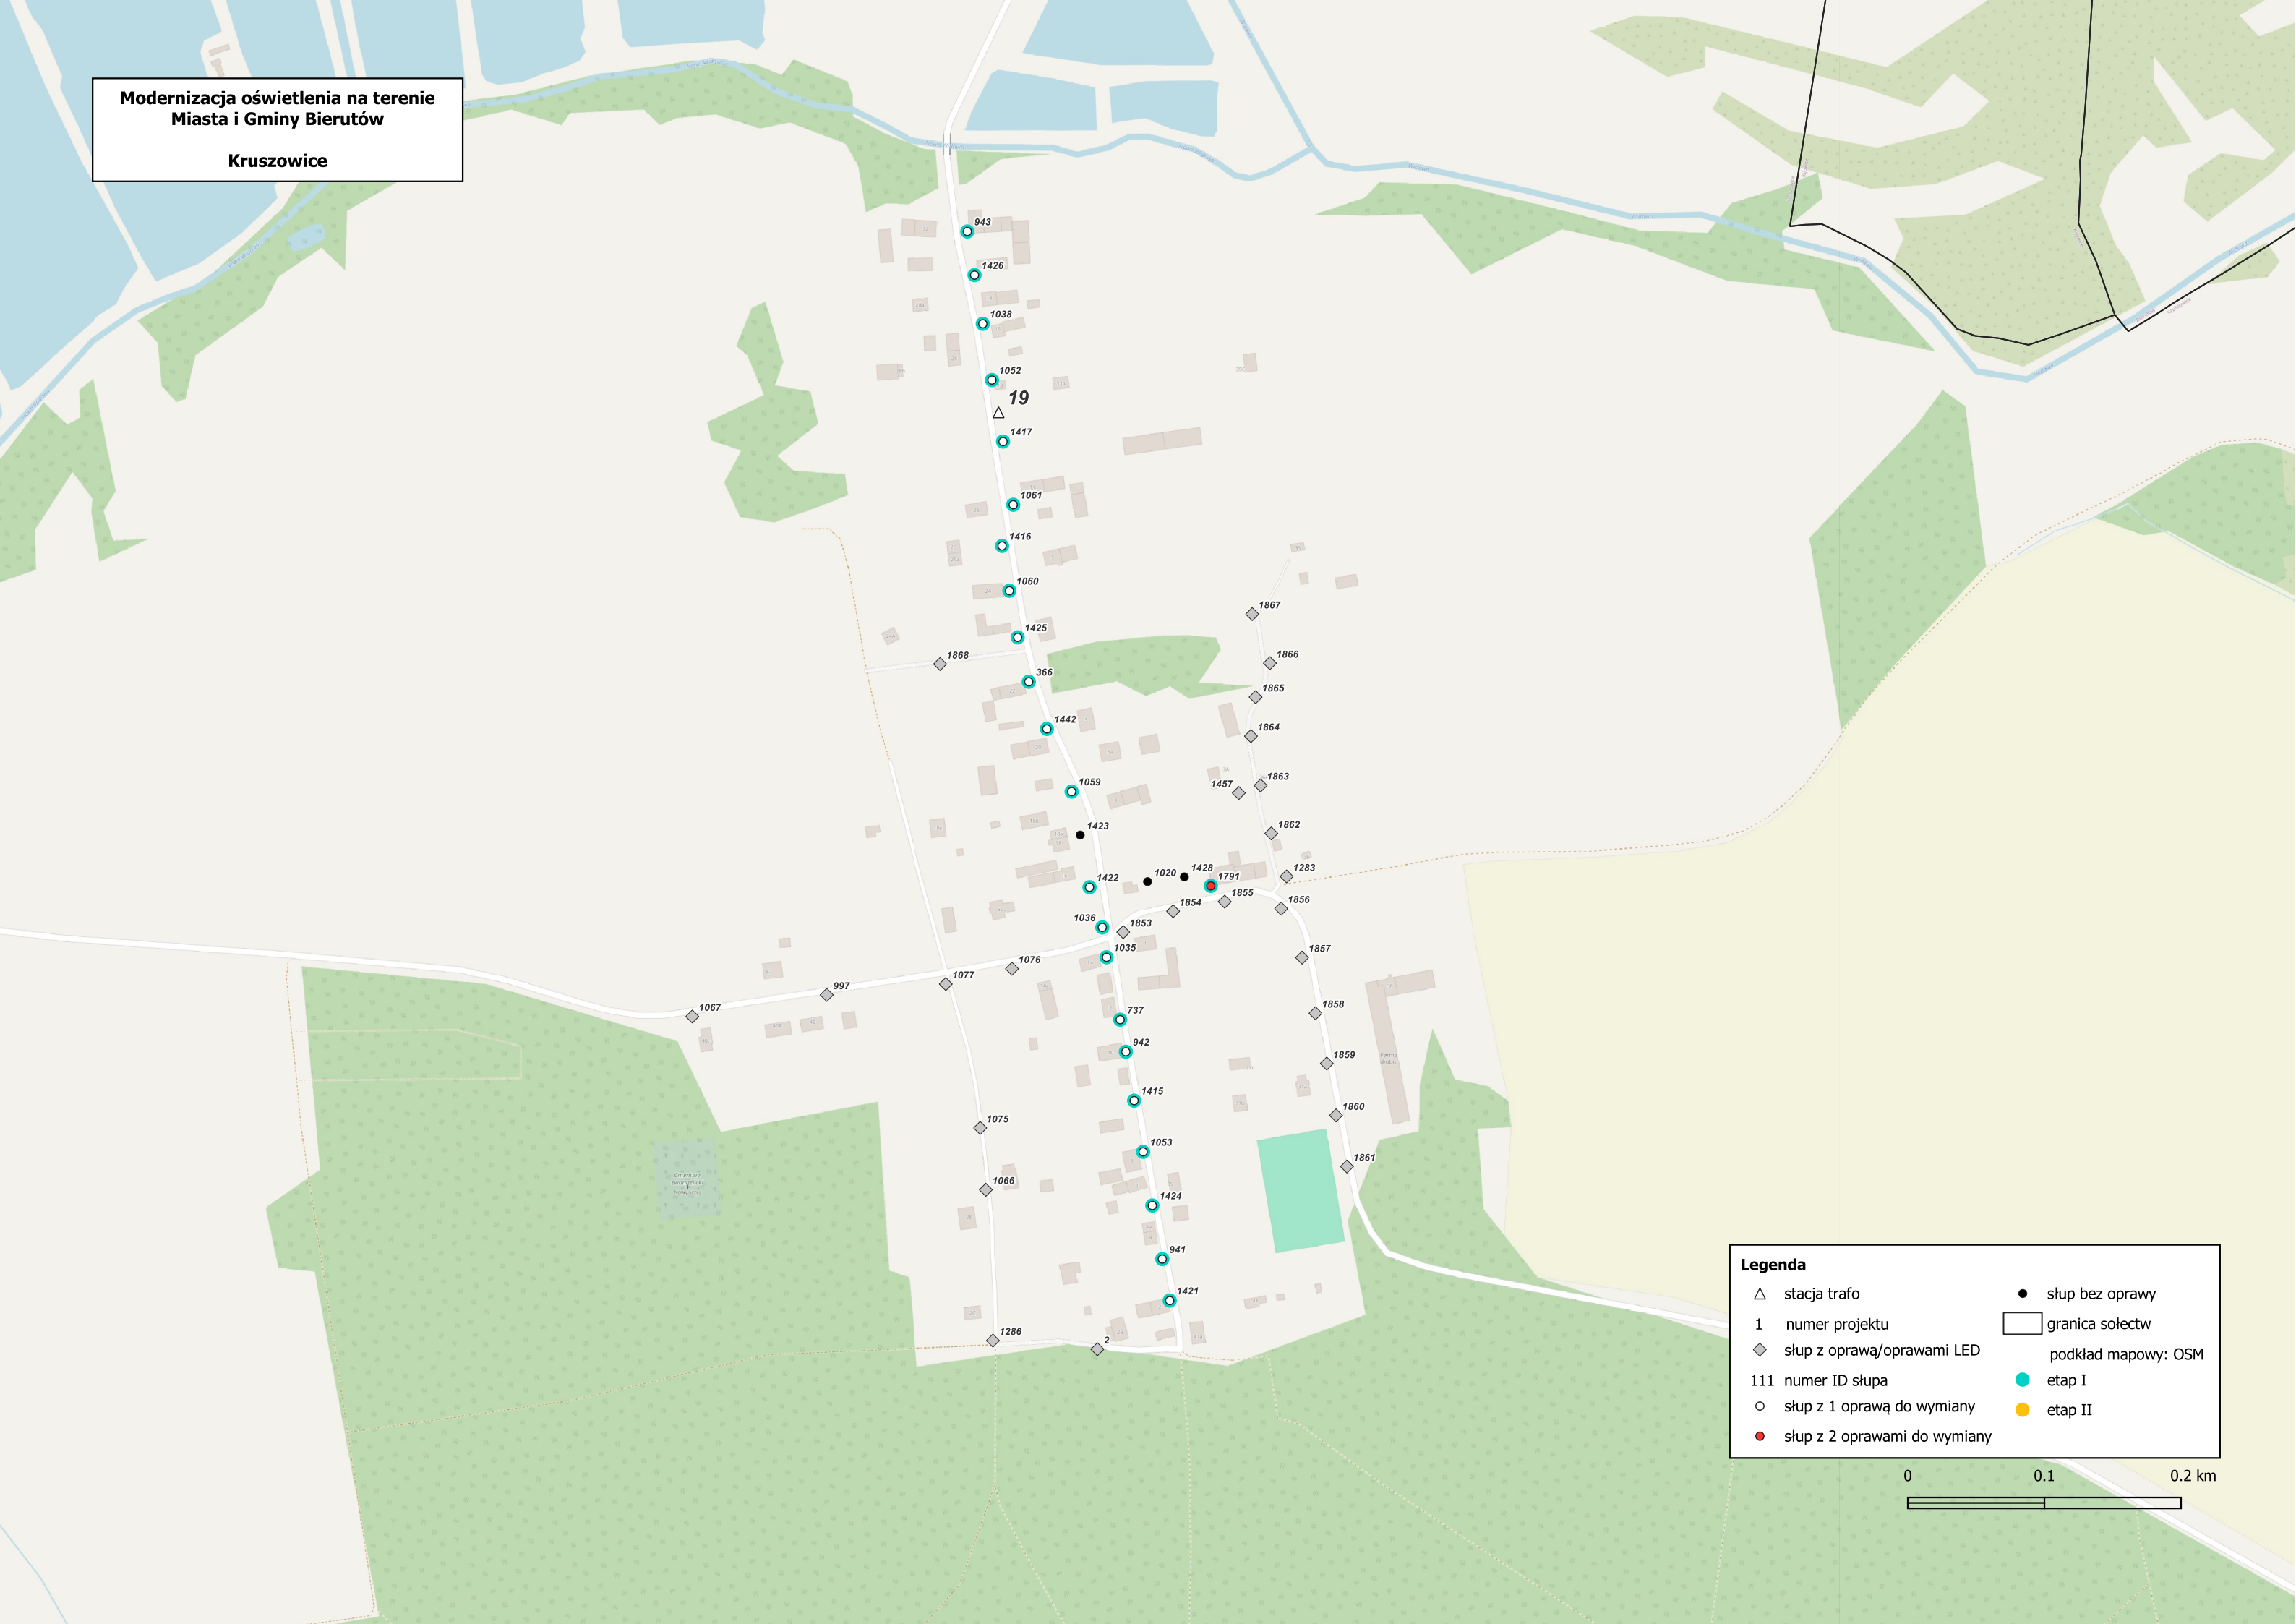 Modernizacja oświetlenia na terenie
Miasta i Gminy Bierutów
Kruszowice
943
1426
1038
1052
19
1417
1061
1416
1060
1425
1868
366
1442
1059
1423
1867
1866
1865
1864
1863
1457
1862
1283
1422
1020
1428
1791
1855
1854
1856
1036
1853
1035
1857
1076
1077
997
1067
737
1858
942
1859
1415
1860
1075
1053
1861
1066
1424
941
1421
1286
2
Ferma
drobiu
Legenda
stacja trafo
1 numer projektu
słup z oprawą/oprawami LED
111 numer ID słupa
słup z 1 oprawą do wymiany
słup z 2 oprawami do wymiany
słup bez oprawy
granica sołectw
podkład mapowy: OSM
etap I
etap II
0 0.1 0.2 km